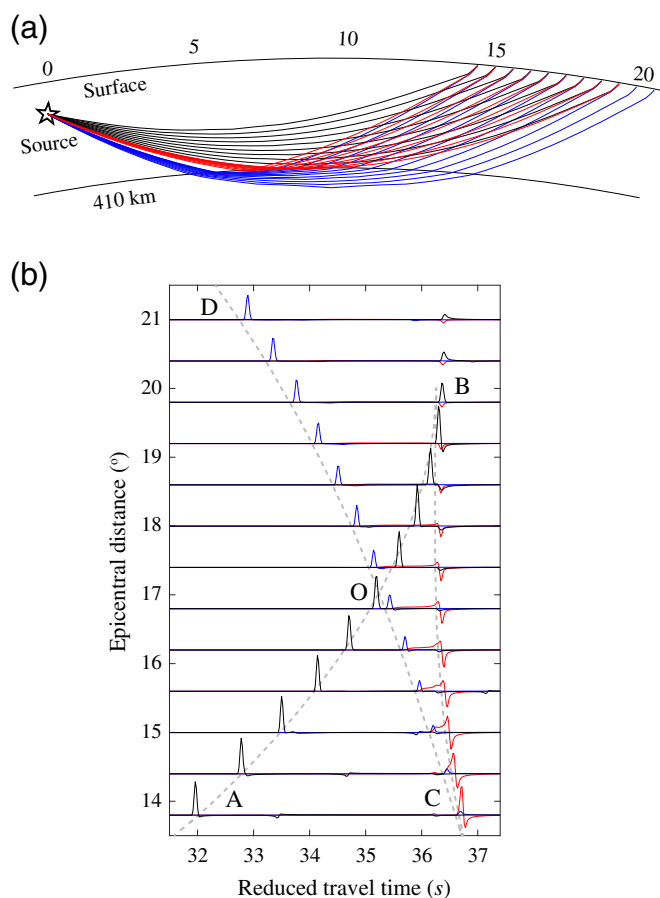 (a)
0 5 10 15 20
Surface
Source
410 km
(b)
D
21
B
20
19
18
O
17
16
15
A
C
14
32 33 34 35 36 37
Epicentral distance (°)
Reduced travel time (s)